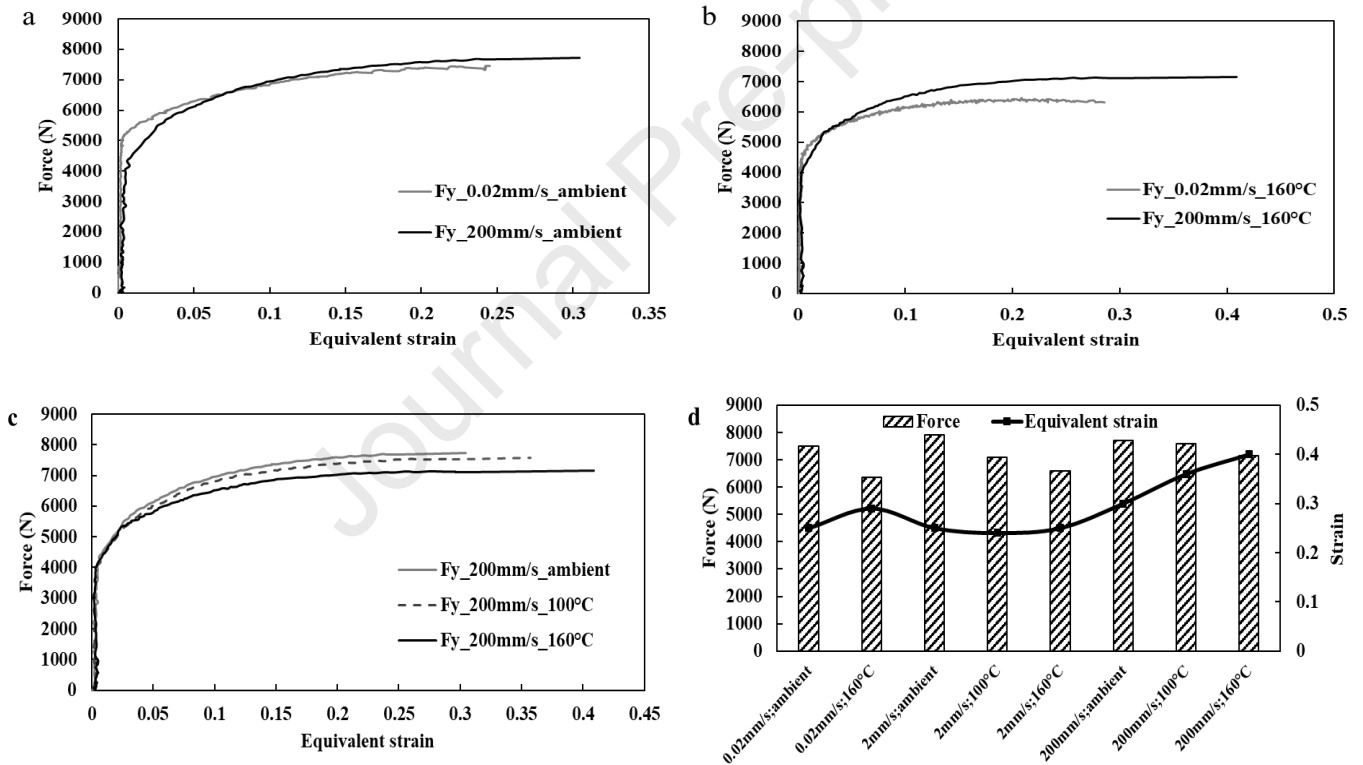 a
9000
8000
7000
6000
5000
4000
3000
2000
1000
0
Force (N)
Fy_0.02mm/s_ambient
Fy_200mm/s_ambient
0 0.05 0.1 0.15 0.2 0.25 0.3 0.35
Equivalent strain
b
9000
8000
7000
6000
5000
4000
3000
2000
1000
0
Force (N)
Fy_0.02mm/s_160°C
Fy_200mm/s_160°C
0 0.1 0.2 0.3 0.4 0.5
Equivalent strain
Journal Pre-p
c
9000
8000
7000
6000
5000
4000
3000
2000
1000
0
Force (N)
Fy_200mm/s_ambient
Fy_200mm/s_100°C
Fy_200mm/s_160°C
0 0.05 0.1 0.15 0.2 0.25 0.3 0.35 0.4 0.45
Equivalent strain
d
9000
8000
7000
6000
5000
4000
3000
2000
1000
0
Force (N)
Force Equivalent strain
0.5
0.4
0.3
0.2
0.1
0
Strain
0.02mm/s;ambient
0.02mm/s;160°C
2mm/s;ambient
2mm/s;100°C
2mm/s;160°C
200mm/s;ambient
200mm/s;100°C
200mm/s;160°C